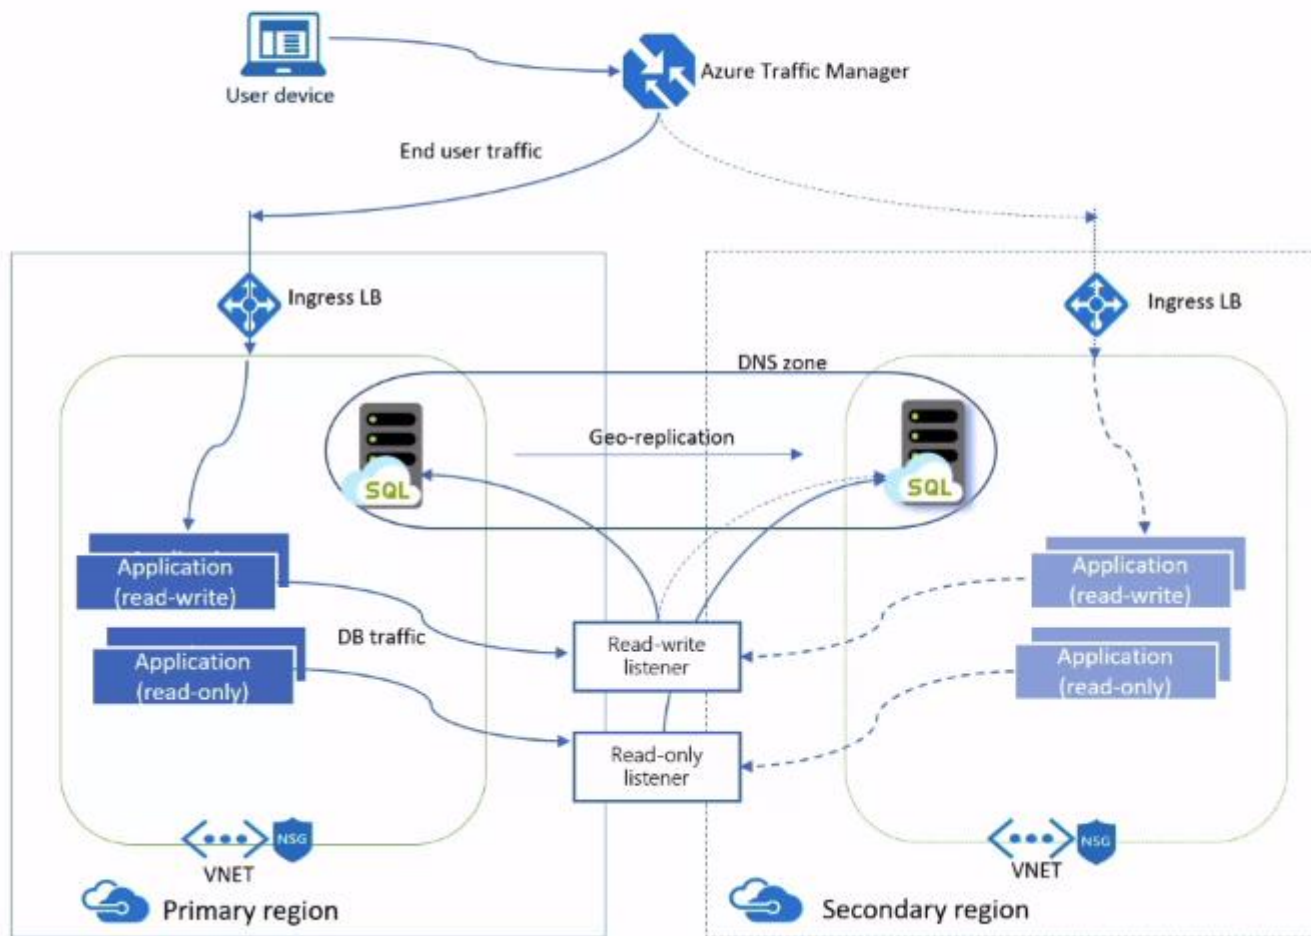 User device
Azure Traffic Manager
End user traffic
Ingress LB
Ingress LB
DNS zone
Geo-replication
SQL
SQL
Application
(read-write)
Application
(read-write)
DB traffic
Read-write
listener
Application
(read-only)
Application
(read-only)
Read-only
listener
NSG
NSG
VNET
VNET
Primary region
Secondary region